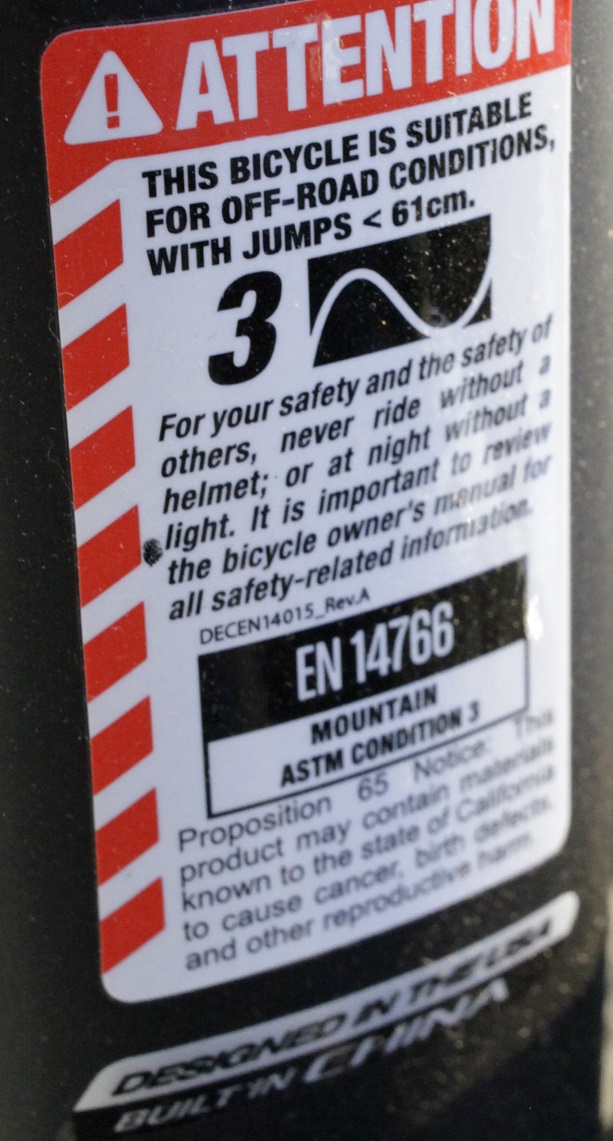 ATTENTION
THIS BICYCLE IS SUITABLE
FOR OFF-ROAD CONDITIONS,
WITH JUMPS < 61cm.
3
For your safety and the safety of
others, never ride without a
helmet; or at night without a
light. It is important to review
the bicycle owner's manual for
all safety-related information.
DECEN14015_Rev.A
EN 14766
MOUNTAIN
ASTM CONDITION 3
Proposition 65 Notice: This
product may contain materials
known to the state of California
to cause cancer, birth defects,
and other reproductive harm.
DESIGNED IN THE USA
BUILT IN CHINA